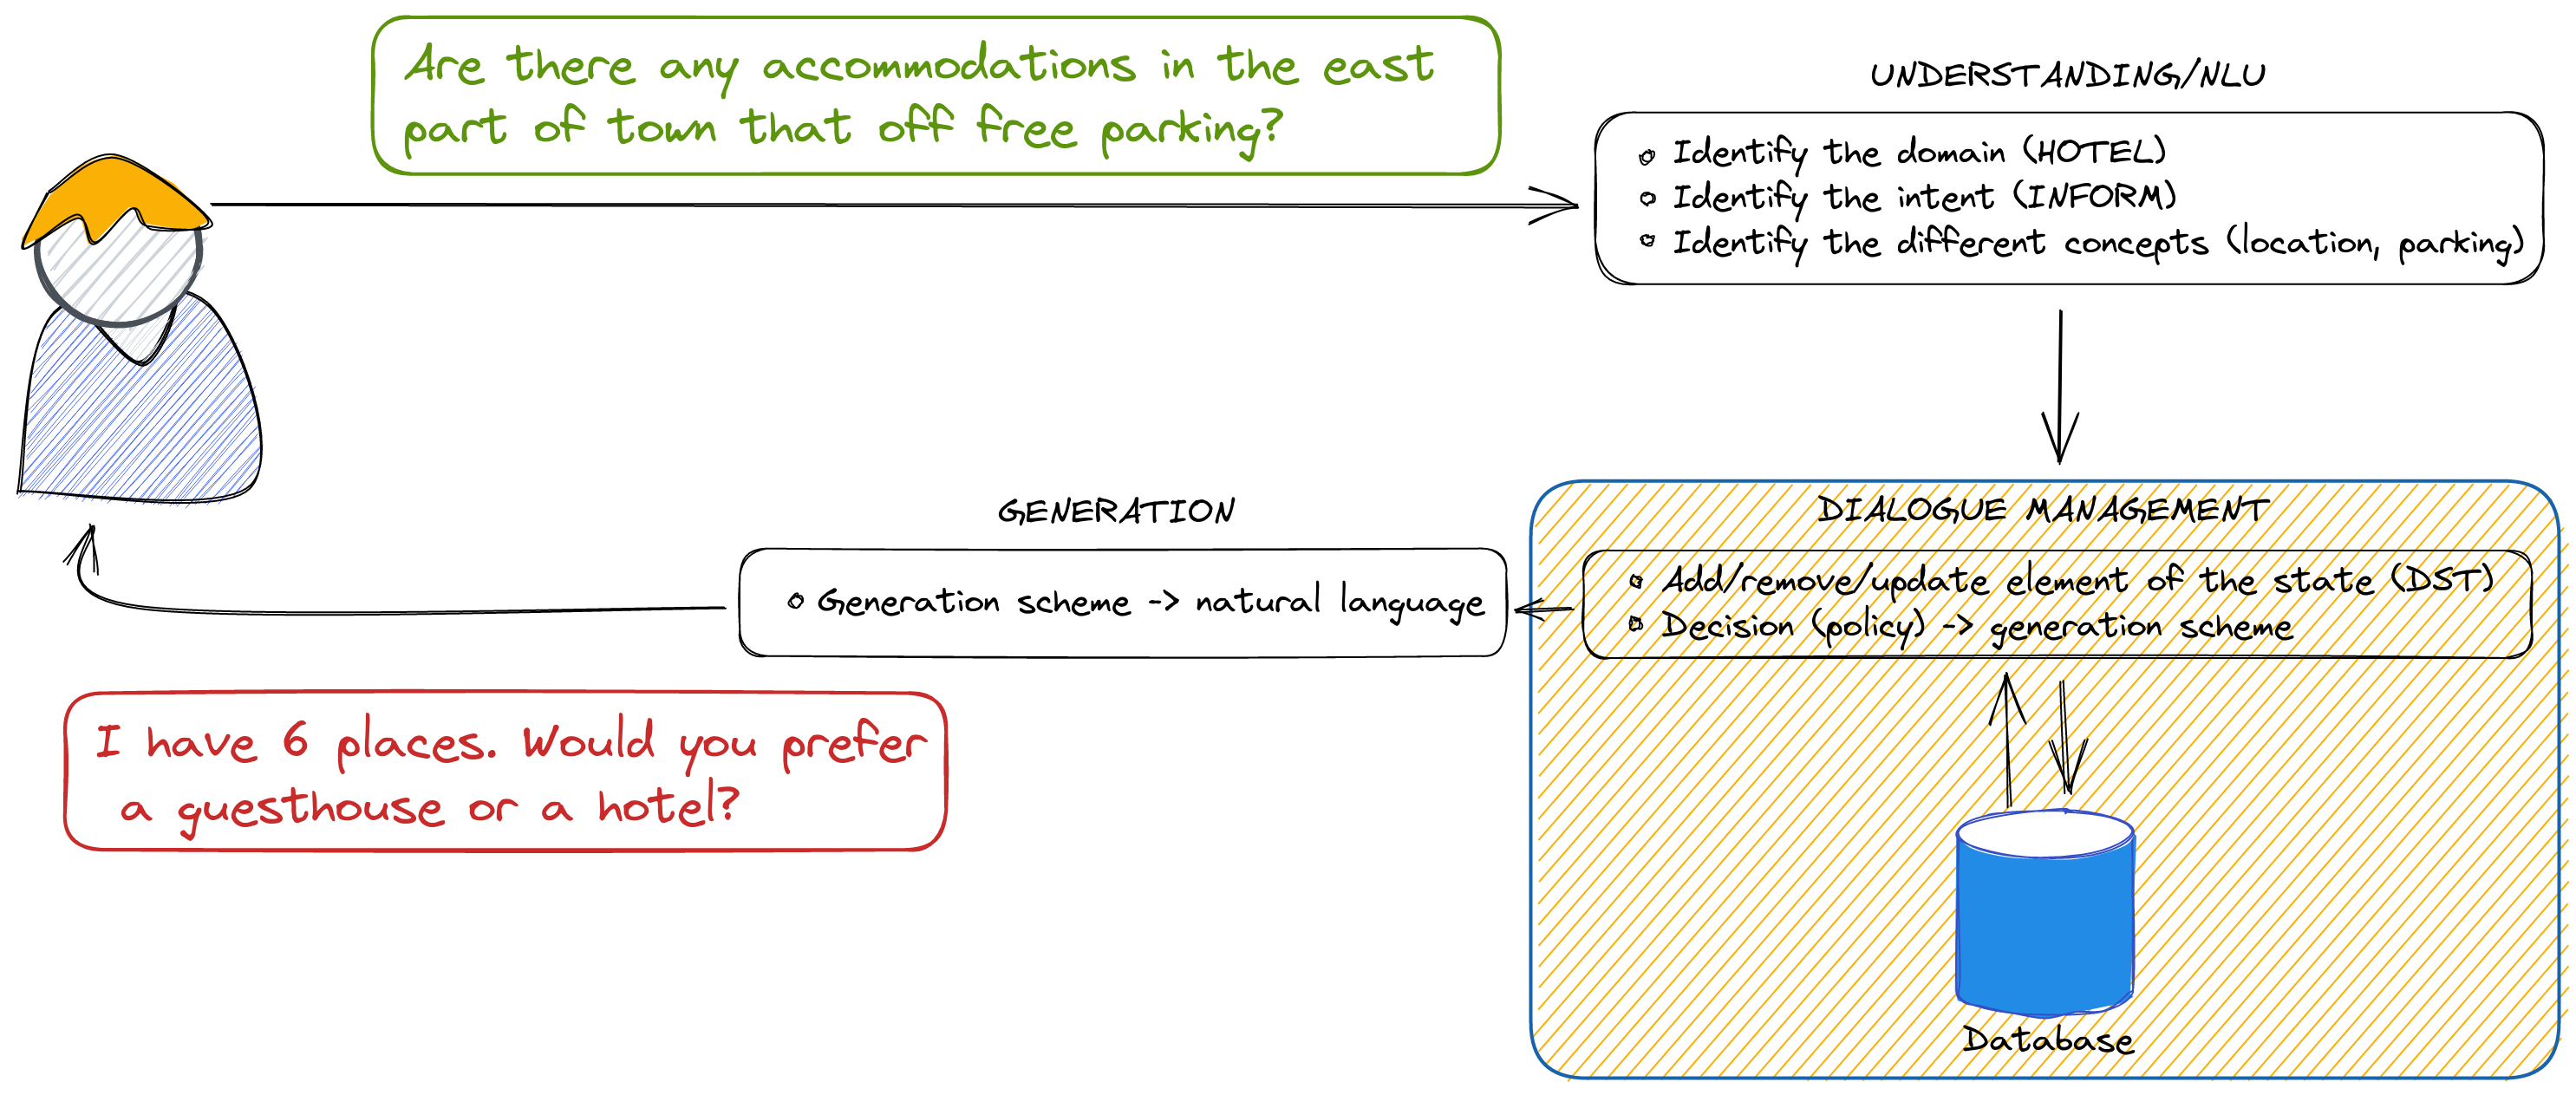 Are there any accommodations in the east
part of town that off free parking?
UNDERSTANDING/NLU
Identify the domain (HOTEL)
Identify the intent (INFORM)
Identify the different concepts (location, parking)
DIALOGUE MANAGEMENT
Add/remove/update element of the state (DST)
Decision (policy) -> generation scheme
Database
GENERATION
Generation scheme -> natural language
I have 6 places. Would you prefer
a guesthouse or a hotel?